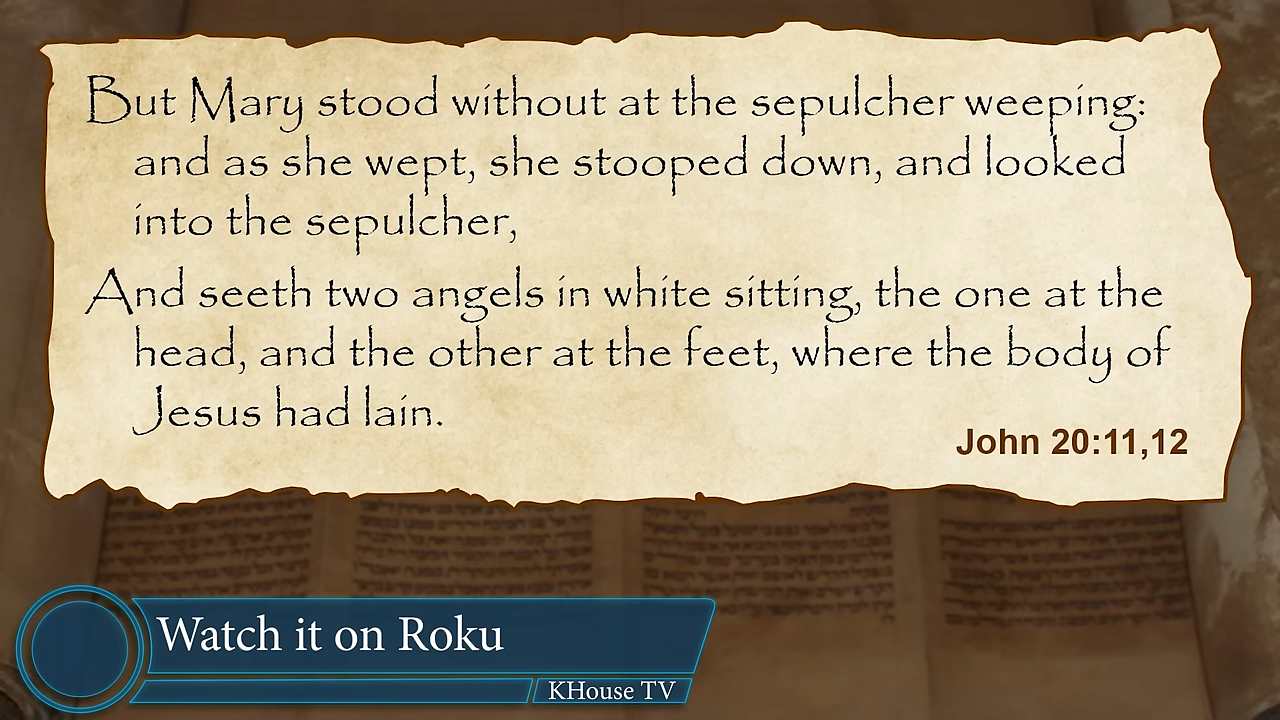 But Mary stood without at the sepulcher weeping:
and as she wept, she stooped down, and looked
into the sepulcher,
And seeth two angels in white sitting, the one at the
head, and the other at the feet, where the body of
Jesus had lain.
John 20:11,12
Watch it on Roku
KHouse TV